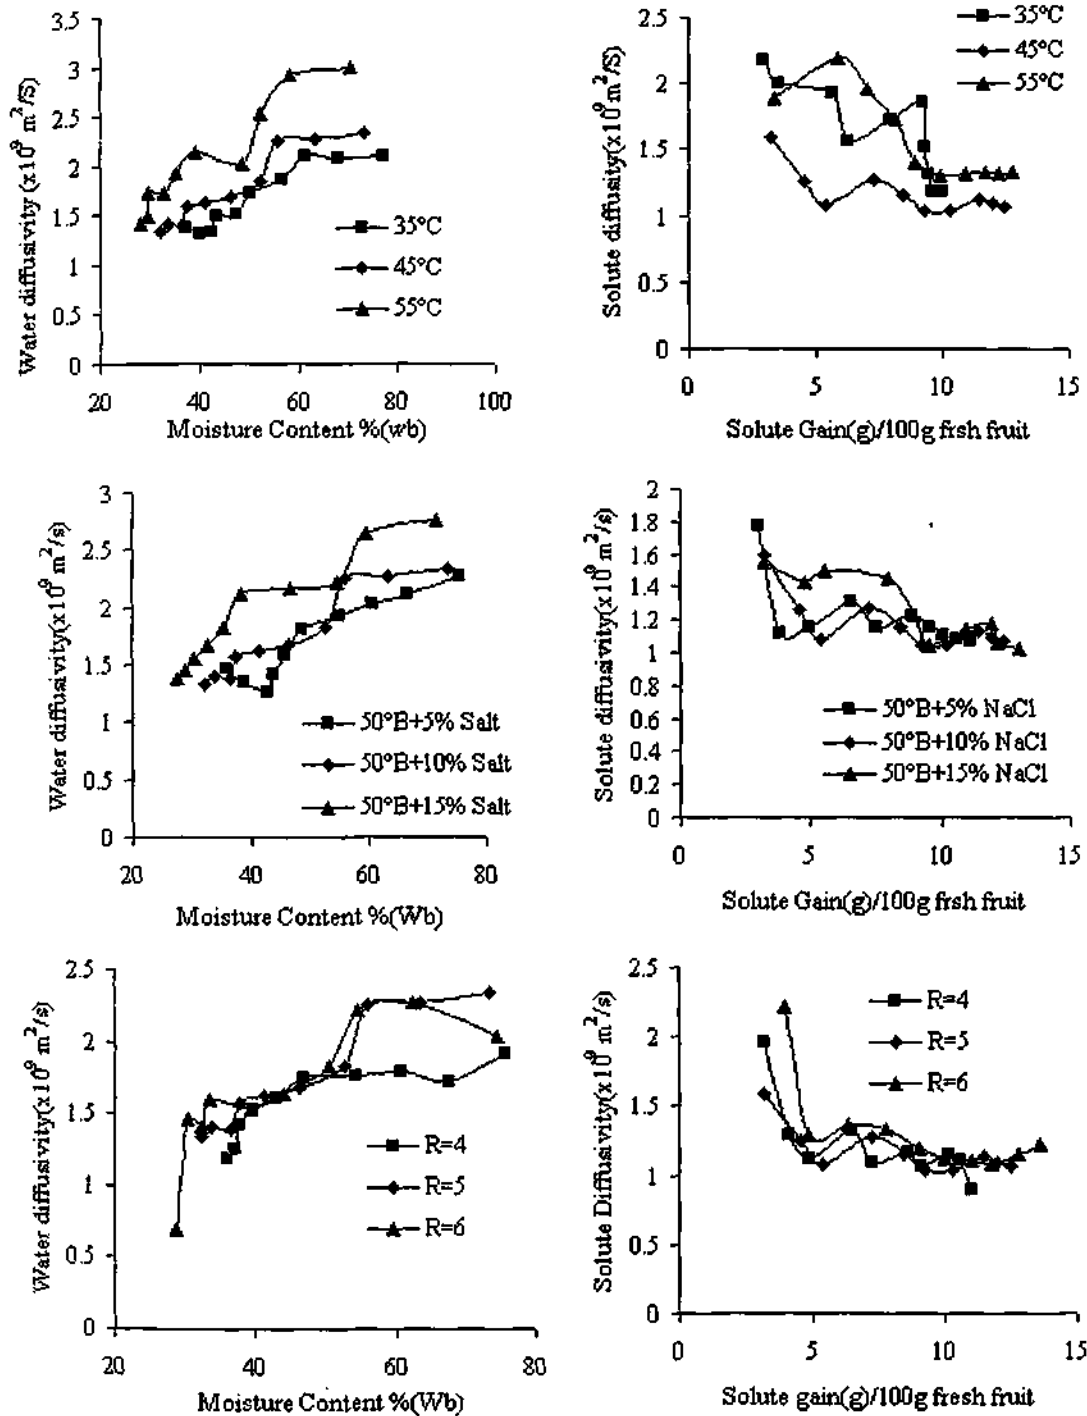 3.5
3
2.5
2
1.5
1
0.5
0
20
40
60
80
100
Water diffusivity (x10⁹ m²/S)
Moisture Content %(wb)
35°C
45°C
55°C
2.5
2
1.5
1
0.5
0
0
5
10
15
Solute diffusity(x10⁹ m²/S)
Solute Gain(g)/100g frsh fruit
35°C
45°C
55°C
3
2.5
2
1.5
1
0.5
0
20
40
60
80
Water diffusivity(x10⁹ m²/s)
Moisture Content %(Wb)
50°B+5% Salt
50°B+10% Salt
50°B+15% Salt
2
1.8
1.6
1.4
1.2
1
0.8
0.6
0.4
0.2
0
0
5
10
15
Solute diffusivity(x10⁹ m²/s)
Solute Gain(g)/100g frsh fruit
50°B+5% NaCl
50°B+10% NaCl
50°B+15% NaCl
2.5
2
1.5
1
0.5
0
20
40
60
80
Water diffusivity(x10⁹ m²/s)
Moisture Content %(Wb)
R=4
R=5
R=6
2.5
2
1.5
1
0.5
0
0
5
10
15
Solute Diffusivity(x10⁹ m²/s)
Solute gain(g)/100g fresh fruit
R=4
R=5
R=6